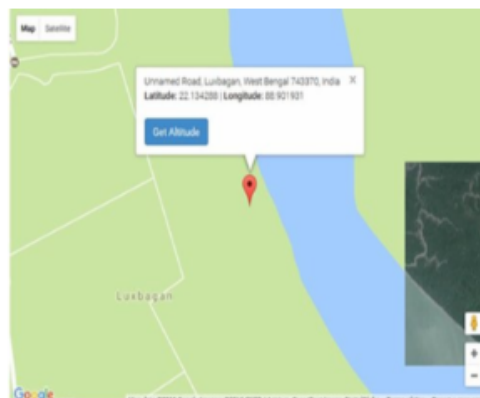 Map Satellite
Unnamed Road, Luxbagan, West Bengal 743370, India ×
Latitude: 22.134288 | Longitude: 88.901931
Get Altitude
Luxbagan
+
−
Google